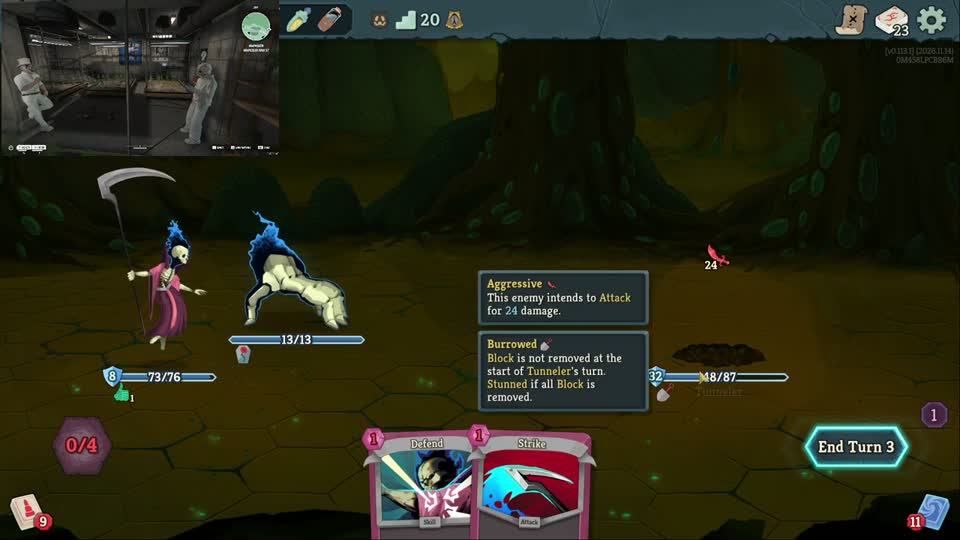 20
23
[v0.113.1] (2026.11.14)
24
Aggressive
This enemy intends to Attack
for 24 damage.
Burrowed
Block is not removed at the
start of Tunneler's turn.
Stunned if all Block is
removed.
13/13
8
73/76
1
32
48/87
Tunneler
1
0/4
1
Defend
Skill
1
Strike
Attack
End Turn 3
9
11